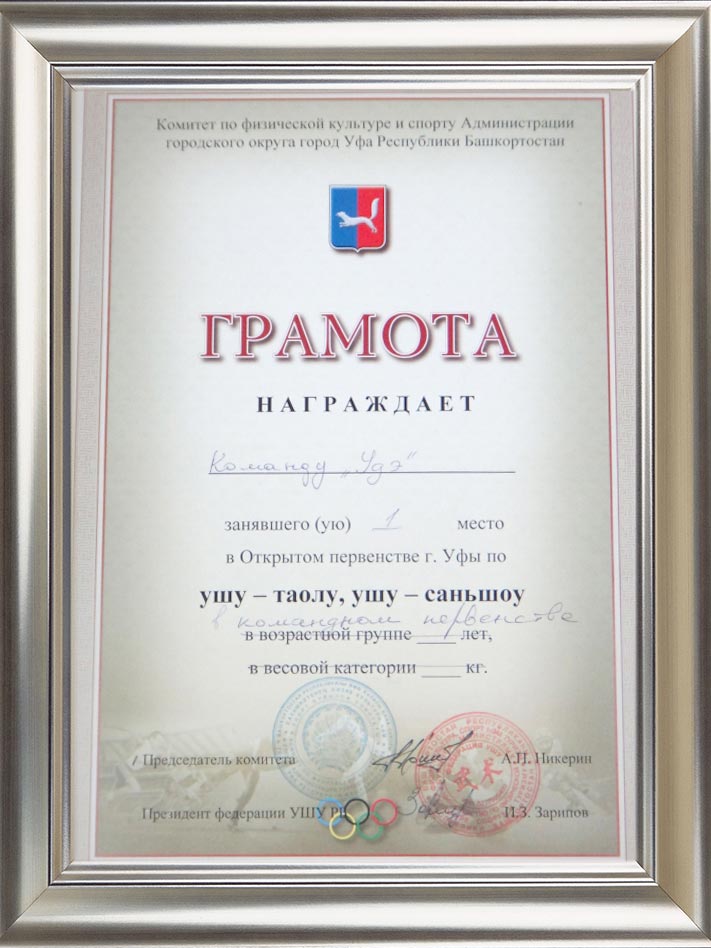 Комитет по физической культуре и спорту Администрации
городского округа город Уфа Республики Башкортостан
ГРАМОТА
НАГРАЖДАЕТ
Команду „Удэ“
занявшего (ую) 1 место
в Открытом первенстве г. Уфы по
ушу – таолу, ушу – саньшоу
в командном первенстве
в возрастной группе ____ лет,
в весовой категории ____ кг.
Председатель комитета А.П. Никерин
Президент федерации УШУ РБ И.З. Зарипов